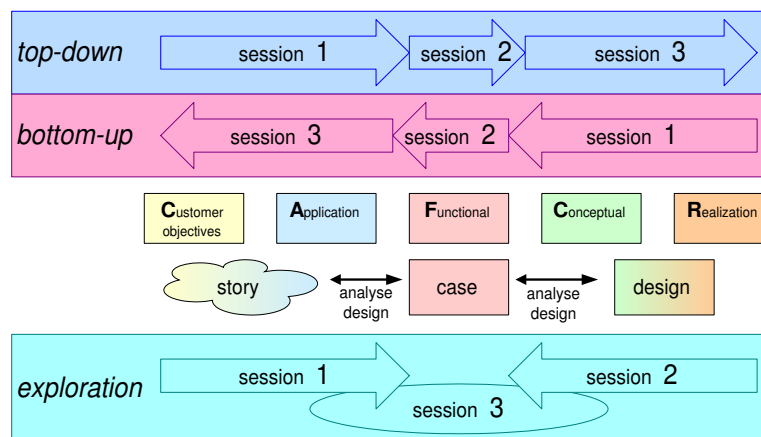 top-down
session 1
session 2
session 3
bottom-up
session 3
session 2
session 1
Customer
objectives
Application
Functional
Conceptual
Realization
story
analyse
design
case
analyse
design
design
exploration
session 1
session 2
session 3